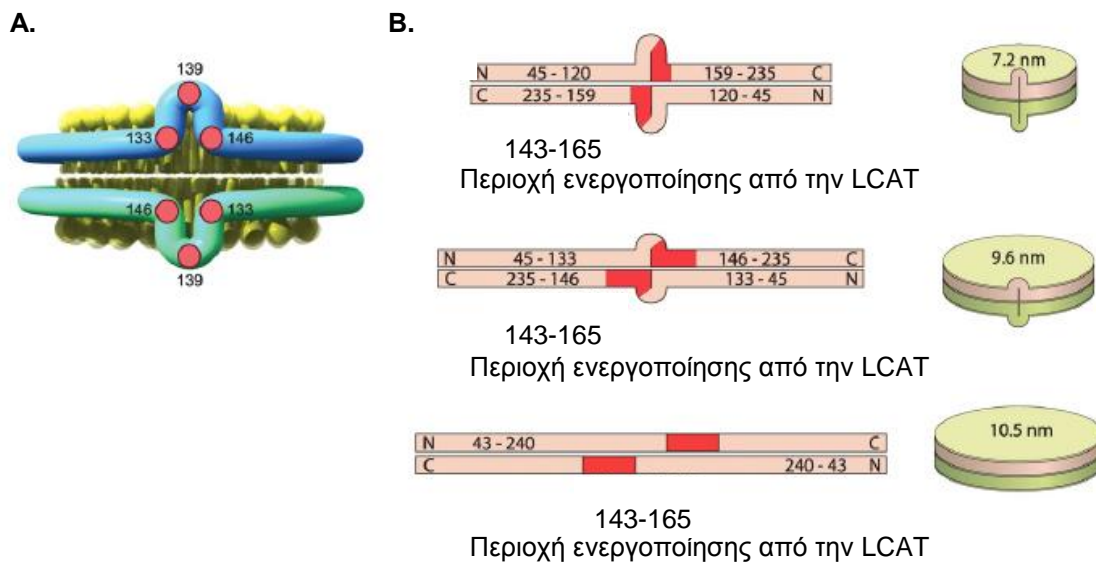 A.
139
133
146
146
133
139
B.
N 45 - 120 159 - 235 C
C 235 - 159 120 - 45 N
7.2 nm
143-165
Περιοχή ενεργοποίησης από την LCAT
N 45 - 133 146 - 235 C
C 235 - 146 133 - 45 N
9.6 nm
143-165
Περιοχή ενεργοποίησης από την LCAT
N 43 - 240 C
C 240 - 43 N
10.5 nm
143-165
Περιοχή ενεργοποίησης από την LCAT